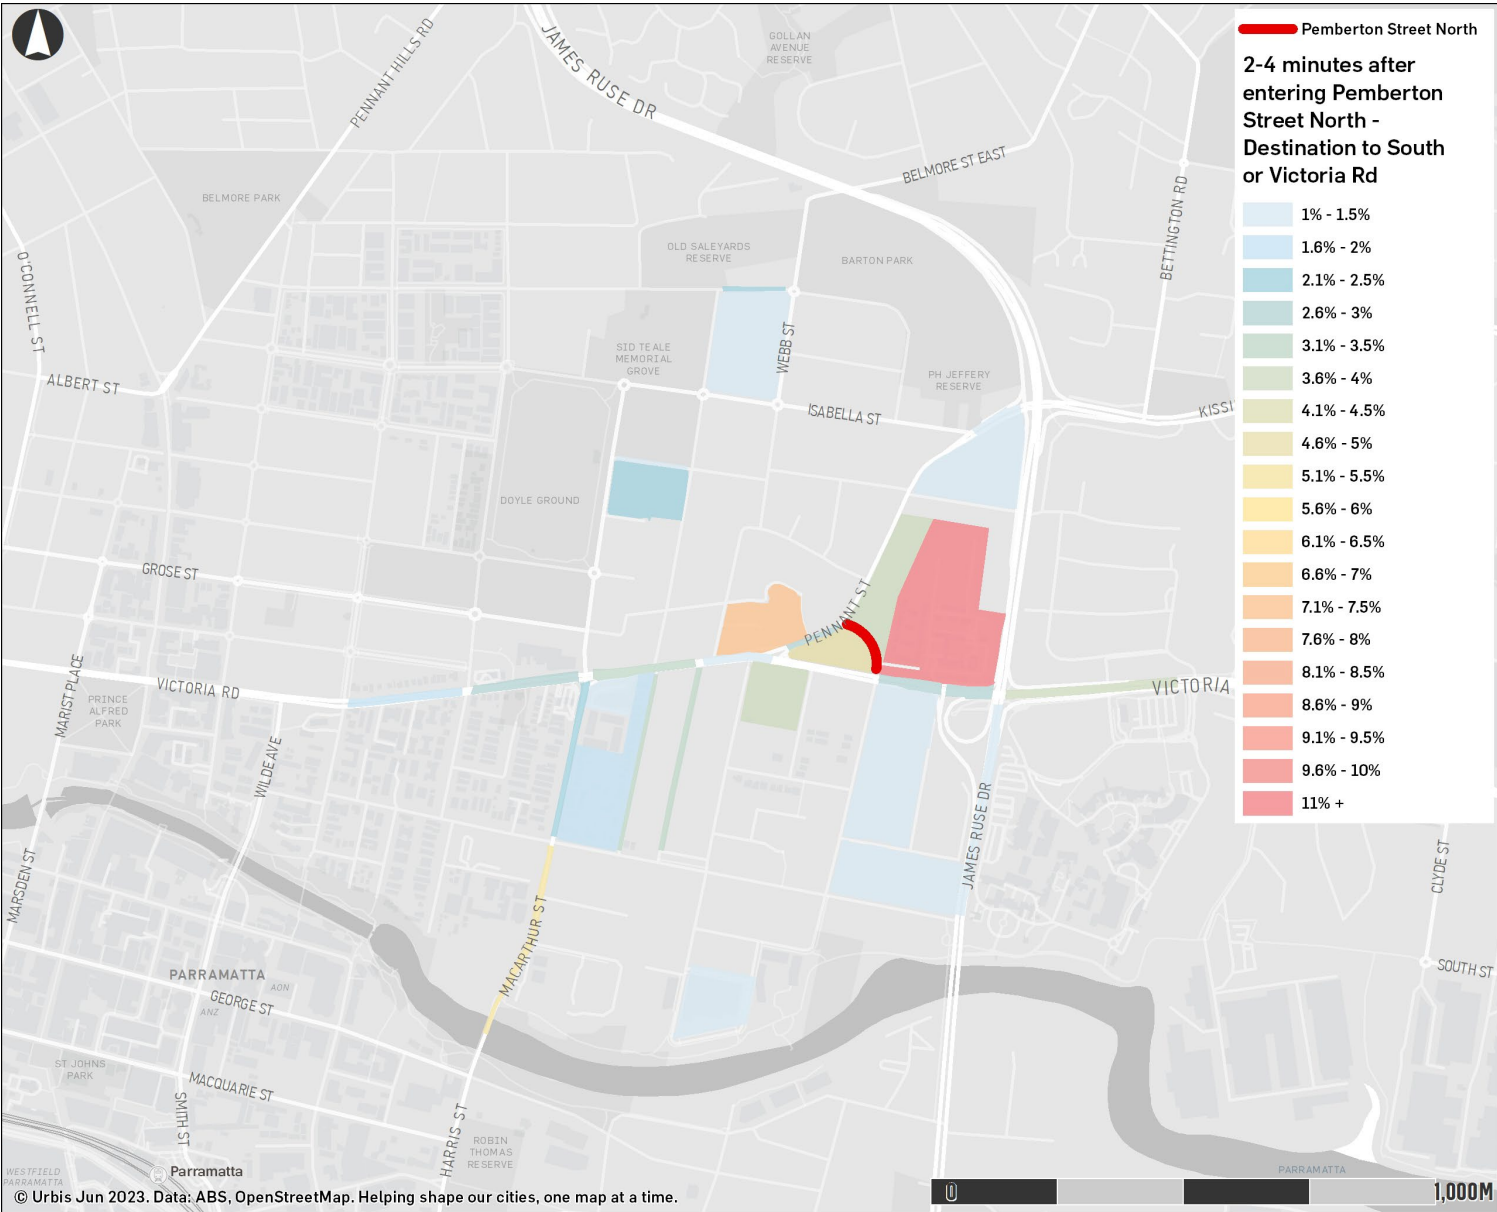 Pemberton Street North
2-4 minutes after
entering Pemberton
Street North -
Destination to South
or Victoria Rd
1% - 1.5%
1.6% - 2%
2.1% - 2.5%
2.6% - 3%
3.1% - 3.5%
3.6% - 4%
4.1% - 4.5%
4.6% - 5%
5.1% - 5.5%
5.6% - 6%
6.1% - 6.5%
6.6% - 7%
7.1% - 7.5%
7.6% - 8%
8.1% - 8.5%
8.6% - 9%
9.1% - 9.5%
9.6% - 10%
11% +
PENNANT HILLS RD
JAMES RUSE DR
GOLLAN
AVENUE
RESERVE
BELMORE ST EAST
BETTINGTON RD
BELMORE PARK
OLD SALEYARDS
RESERVE
BARTON PARK
O'CONNELL ST
SID TEALE
MEMORIAL
GROVE
WEBB ST
PH JEFFERY
RESERVE
ALBERT ST
ISABELLA ST
KISSI
DOYLE GROUND
GROSE ST
PENNANT ST
MARIST PLACE
VICTORIA RD
VICTORIA
PRINCE
ALFRED
PARK
WILDE AVE
JAMES RUSE DR
CLYDE ST
MARSDEN ST
MACARTHUR ST
PARRAMATTA
AON
GEORGE ST
ANZ
SOUTH ST
ST JOHNS
PARK
MACQUARIE ST
SMITH ST
HARRIS ST
ROBIN
THOMAS
RESERVE
WESTFIELD
PARRAMATTA
Parramatta
PARRAMATTA
© Urbis Jun 2023. Data: ABS, OpenStreetMap. Helping shape our cities, one map at a time.
0
1,000M